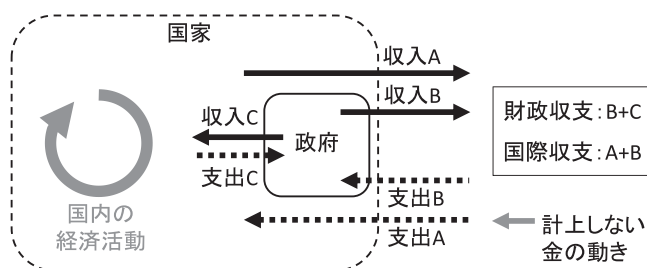 国家
収入A
収入B
収入C
政府
支出C
支出B
支出A
国内の
経済活動
財政収支：B+C
国際収支：A+B
計上しない
金の動き